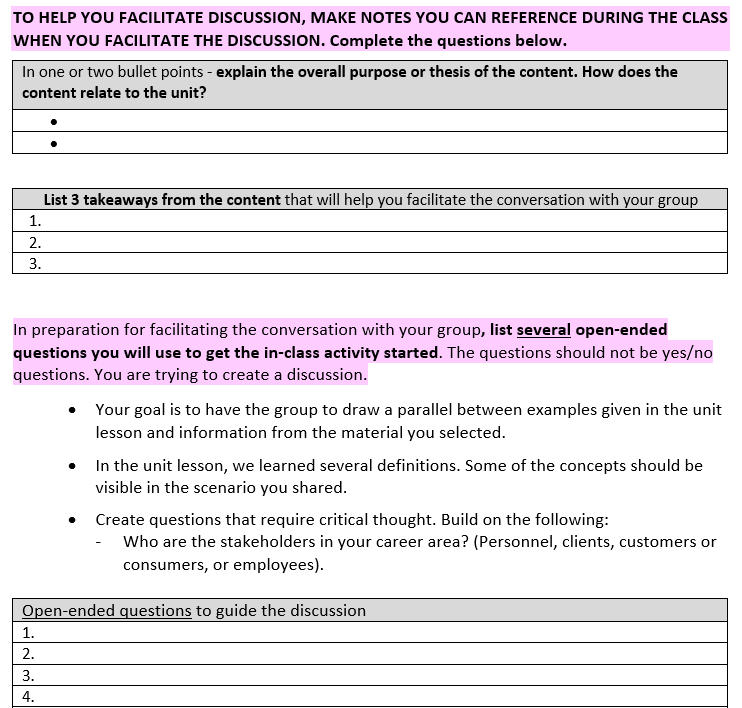 TO HELP YOU FACILITATE DISCUSSION, MAKE NOTES YOU CAN REFERENCE DURING THE CLASS
WHEN YOU FACILITATE THE DISCUSSION. Complete the questions below.
In one or two bullet points - explain the overall purpose or thesis of the content. How does the
content relate to the unit?
•
•
List 3 takeaways from the content that will help you facilitate the conversation with your group
1.
2.
3.
In preparation for facilitating the conversation with your group, list several open-ended
questions you will use to get the in-class activity started. The questions should not be yes/no
questions. You are trying to create a discussion.
• Your goal is to have the group to draw a parallel between examples given in the unit
lesson and information from the material you selected.
• In the unit lesson, we learned several definitions. Some of the concepts should be
visible in the scenario you shared.
• Create questions that require critical thought. Build on the following:
- Who are the stakeholders in your career area? (Personnel, clients, customers or
consumers, or employees).
Open-ended questions to guide the discussion
1.
2.
3.
4.